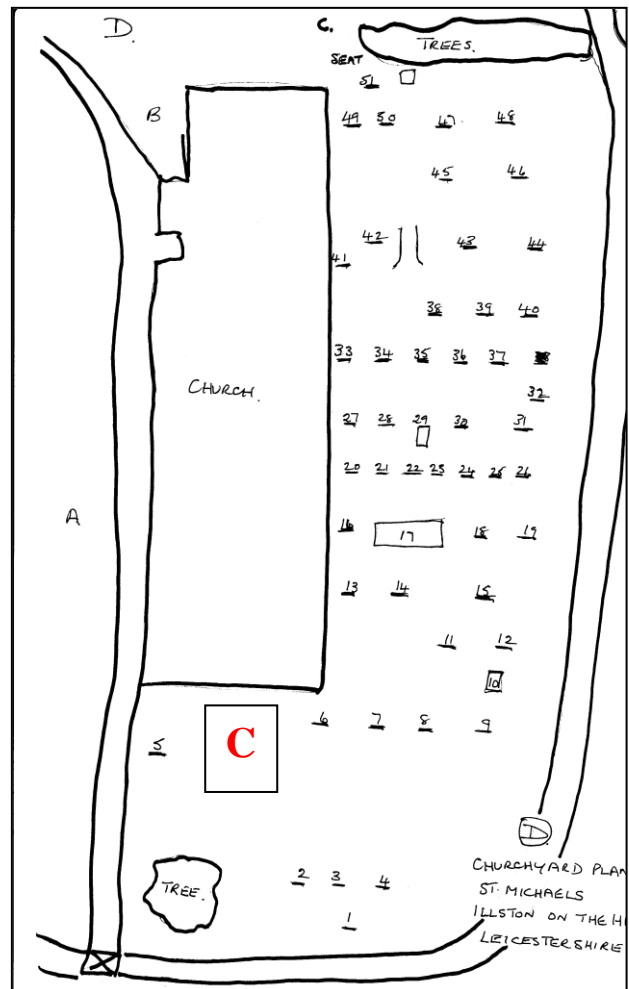 D.
C.
TREES.
SEAT
51
B
49 50 47 48
45 46
42 43 44
41
38 39 40
33 34 35 36 37
32
CHURCH.
27 28 29 30 31
20 21 22 23 24 25 26
A
16 17 18 19
13 14 15
11 12
10
6 7 8 9
C
5
D.
2 3 4
TREE.
1
CHURCHYARD PLAN
ST. MICHAELS
ILLSTON ON THE HI
LEICESTERSHIRE